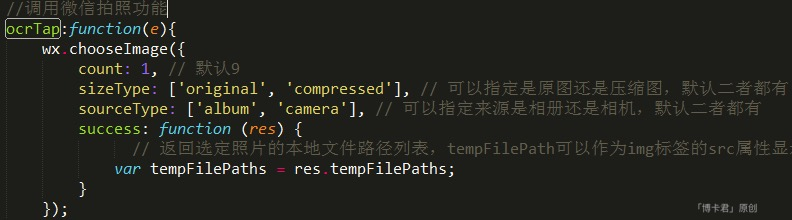 //调用微信拍照功能
ocrTap:function(e){
wx.chooseImage({
count: 1, // 默认9
sizeType: ['original', 'compressed'], // 可以指定是原图还是压缩图，默认二者都有
sourceType: ['album', 'camera'], // 可以指定来源是相册还是相机，默认二者都有
success: function (res) {
// 返回选定照片的本地文件路径列表，tempFilePath可以作为img标签的src属性显
var tempFilePaths = res.tempFilePaths;
}
});
「博卡君」原创